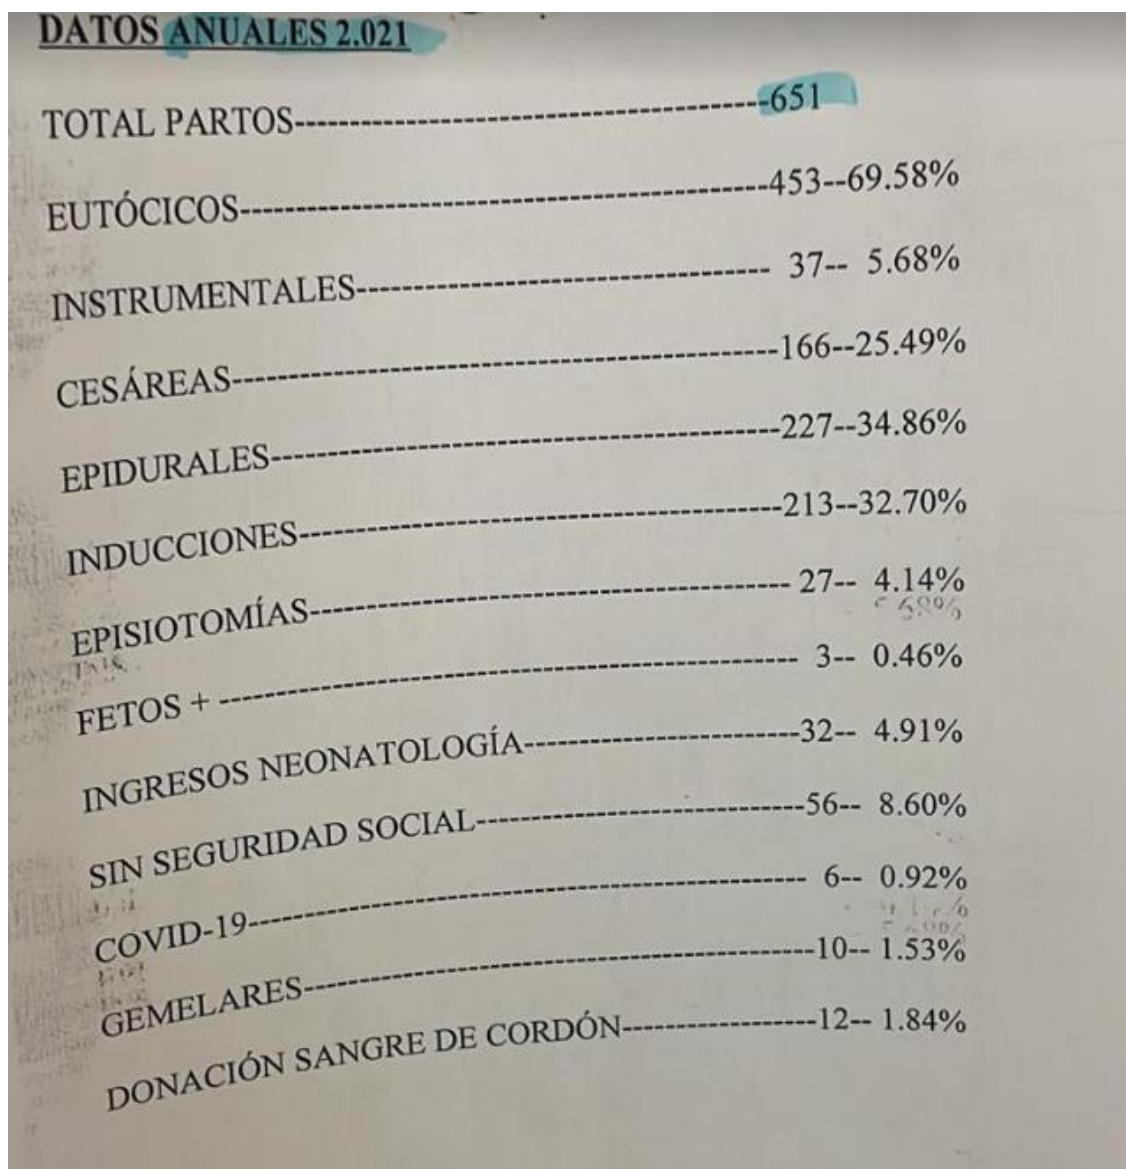 DATOS ANUALES 2.021
TOTAL PARTOS-------------------------------------------651
EUTÓCICOS------------------------------------------------453--69.58%
INSTRUMENTALES------------------------------------- 37-- 5.68%
CESÁREAS-------------------------------------------------166--25.49%
EPIDURALES----------------------------------------------227--34.86%
INDUCCIONES-------------------------------------------213--32.70%
EPISIOTOMÍAS------------------------------------------- 27-- 4.14%
FETOS + ---------------------------------------------------- 3-- 0.46%
INGRESOS NEONATOLOGÍA-------------------------32-- 4.91%
SIN SEGURIDAD SOCIAL------------------------------56-- 8.60%
COVID-19--------------------------------------------------- 6-- 0.92%
GEMELARES----------------------------------------------10-- 1.53%
DONACIÓN SANGRE DE CORDÓN-----------------12-- 1.84%